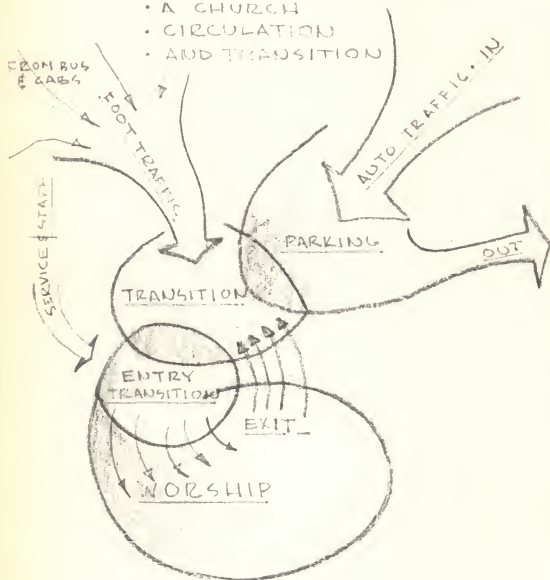 · A CHURCH
· CIRCULATION
· AND TRANSITION
FROM BUS
& CABS
FOOT TRAFFIC
AUTO TRAFFIC · IN
SERVICE & STAFF
PARKING
OUT
TRANSITION
ENTRY
TRANSITION
EXIT
WORSHIP